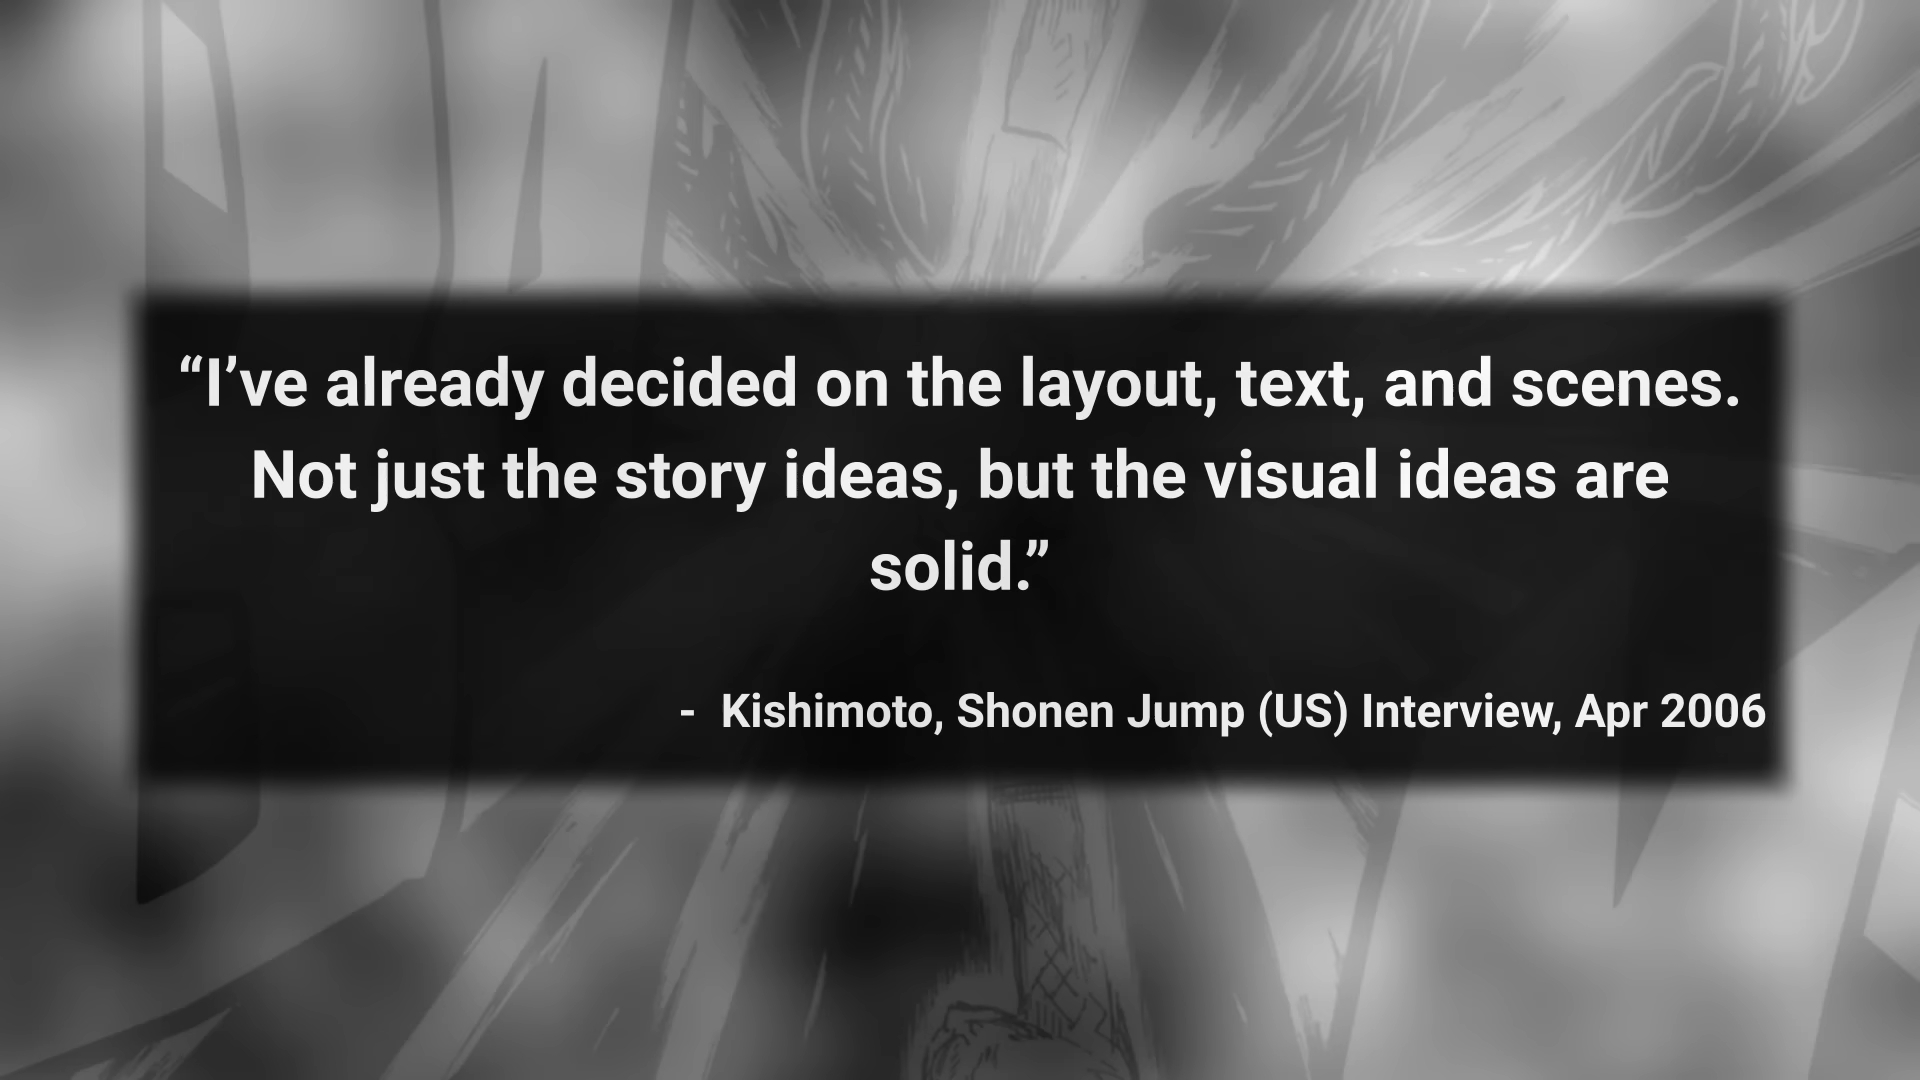 “I’ve already decided on the layout, text, and scenes.
Not just the story ideas, but the visual ideas are
solid.”
- Kishimoto, Shonen Jump (US) Interview, Apr 2006